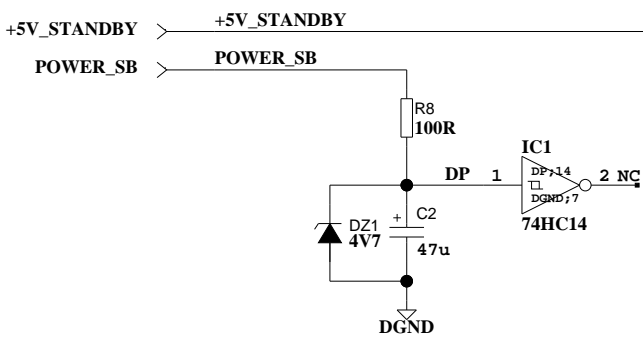 +5V_STANDBY
+5V_STANDBY
POWER_SB
POWER_SB
R8
100R
IC1
DP;14
DP
1
2 NC
DGND;7
74HC14
DZ1
4V7
+
C2
47u
DGND